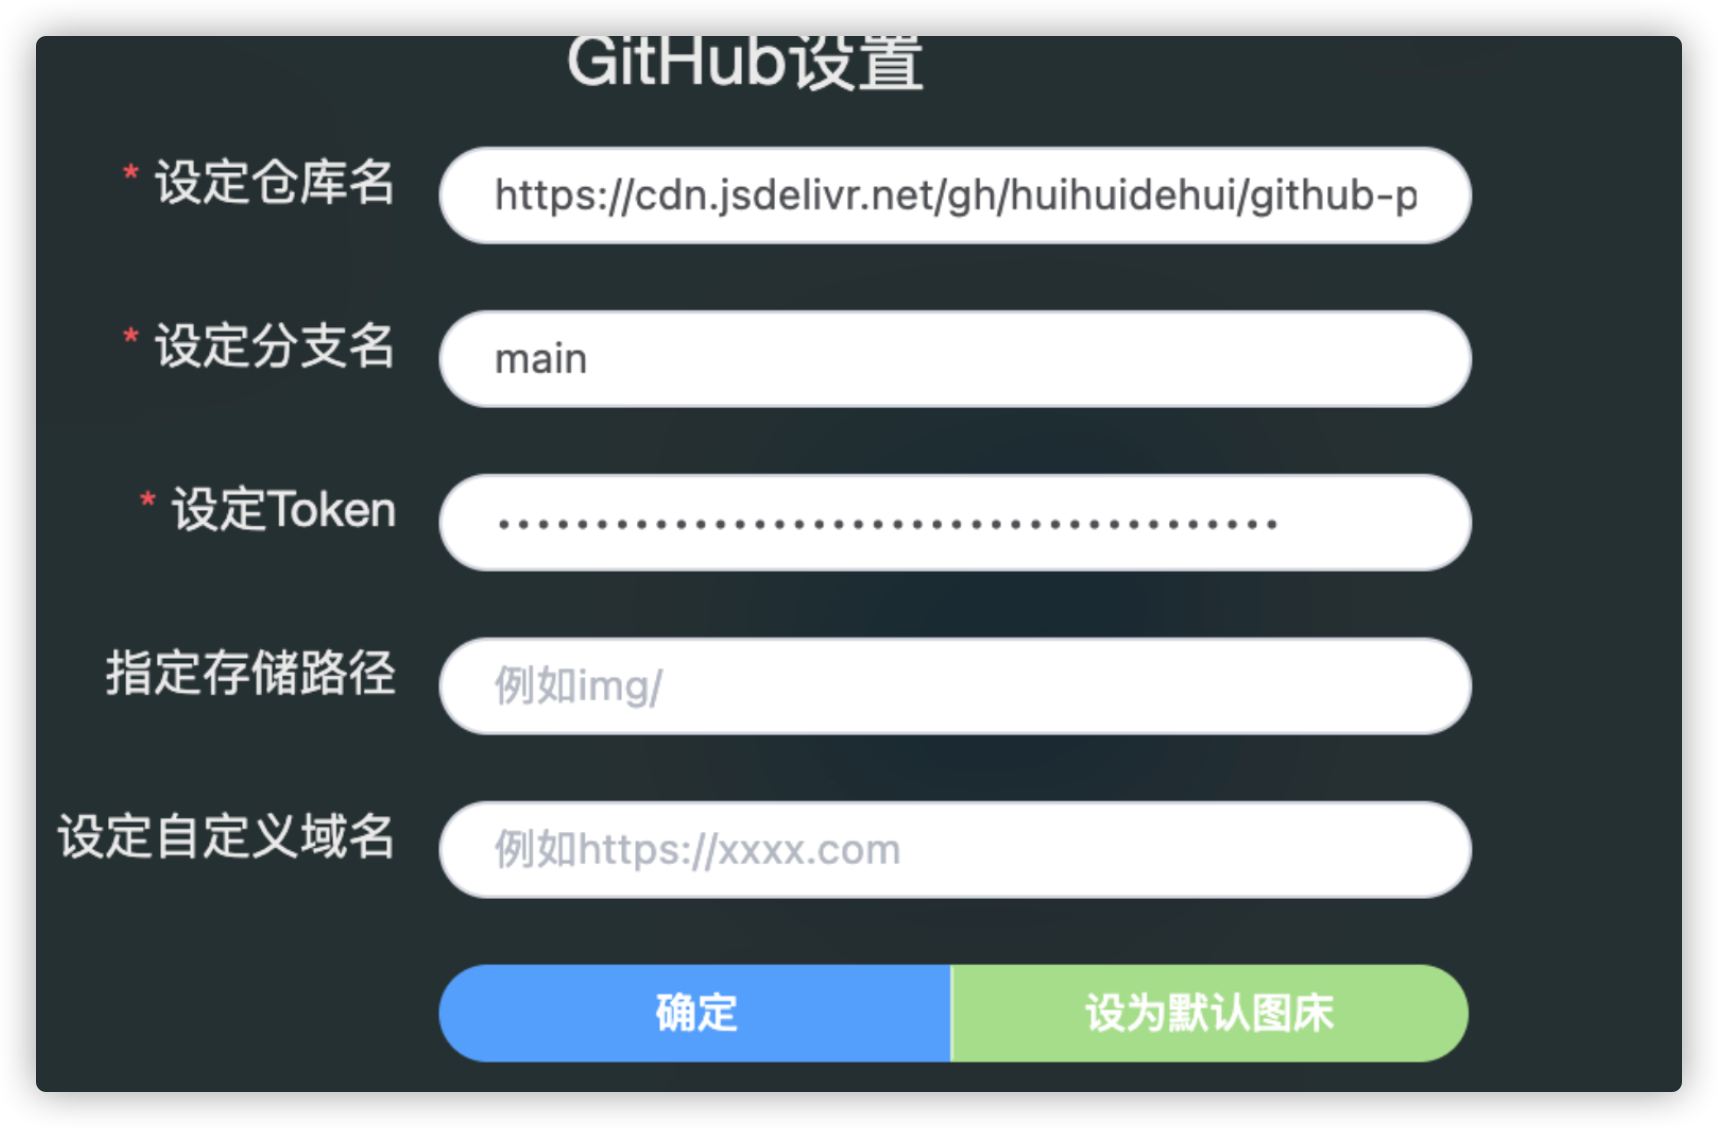 GitHub设置
* 设定仓库名
https://cdn.jsdelivr.net/gh/huihuidehui/github-p
* 设定分支名
main
* 设定Token
••••••••••••••••••••••••••••••••••••••••
指定存储路径
例如img/
设定自定义域名
例如https://xxxx.com
确定
设为默认图床